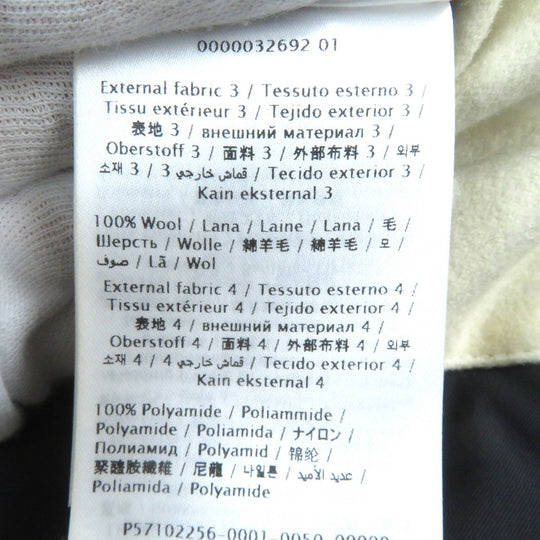 0000032692 01
External fabric 3 / Tessuto esterno 3 /
Tissu extérieur 3 / Tejido exterior 3 /
表地 3 / внешний материал 3 /
Oberstoff 3 / 面料 3 / 外部布料 3 / 외부
소재 3 / 3 قماش خارجي / Tecido exterior 3 /
Kain eksternal 3
100% Wool / Lana / Laine / Lana / 毛 /
Шерсть / Wolle / 綿羊毛 / 綿羊毛 / 모 /
صوف / Lã / Wol
External fabric 4 / Tessuto esterno 4 /
Tissu extérieur 4 / Tejido exterior 4 /
表地 4 / внешний материал 4 /
Oberstoff 4 / 面料 4 / 外部布料 4 / 외부
소재 4 / 4 قماش خارجي / Tecido exterior 4 /
Kain eksternal 4
100% Polyamide / Poliammide /
Polyamide / Poliamida / ナイロン /
Полиамид / Polyamid / 锦纶 /
聚醯胺纖維 / 尼龍 / 나일론 / عديد الأميد /
Poliamida / Polyamide
P57102256-0001-0050-00000